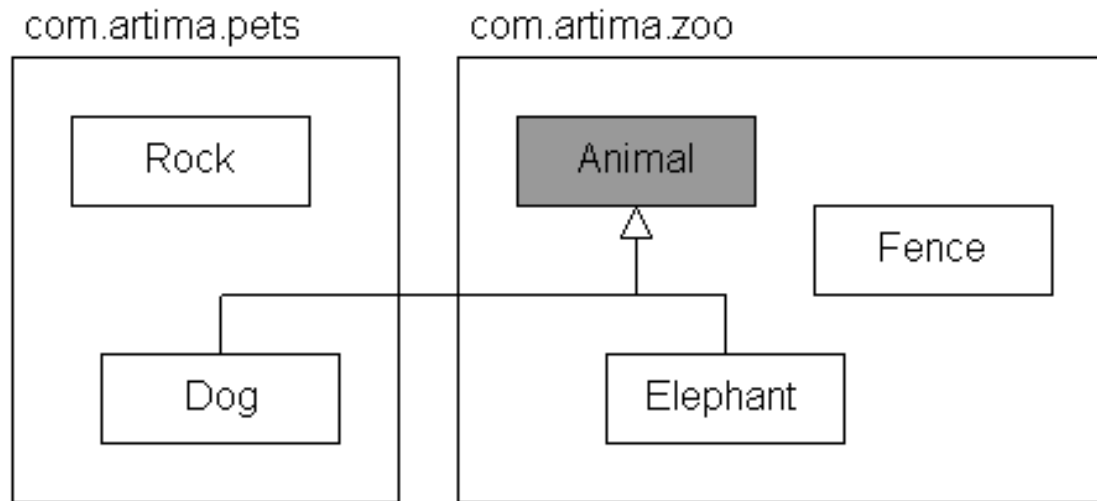 com.artima.pets
com.artima.zoo
Rock
Animal
Fence
Dog
Elephant